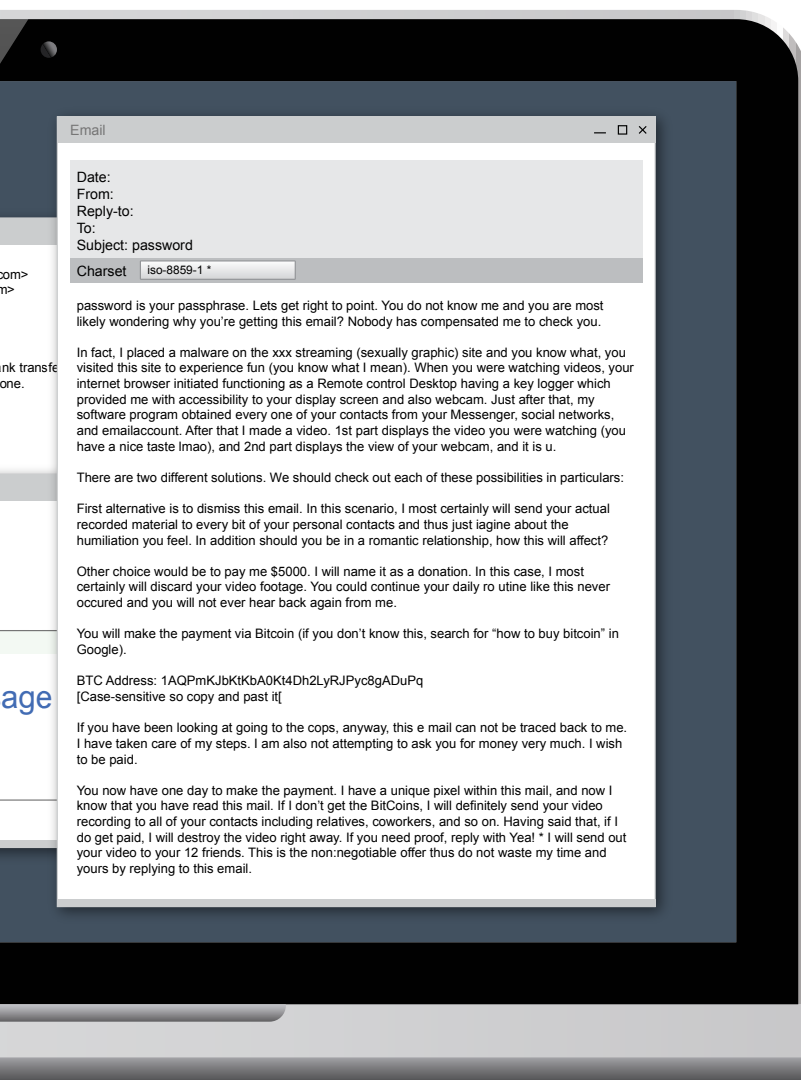 Email
Date:
From:
Reply-to:
To:
Subject: password
Charset iso-8859-1 *
com>
m>
nk transfe
one.
age
password is your passphrase. Lets get right to point. You do not know me and you are most
likely wondering why you're getting this email? Nobody has compensated me to check you.
In fact, I placed a malware on the xxx streaming (sexually graphic) site and you know what, you
visited this site to experience fun (you know what I mean). When you were watching videos, your
internet browser initiated functioning as a Remote control Desktop having a key logger which
provided me with accessibility to your display screen and also webcam. Just after that, my
software program obtained every one of your contacts from your Messenger, social networks,
and emailaccount. After that I made a video. 1st part displays the video you were watching (you
have a nice taste lmao), and 2nd part displays the view of your webcam, and it is u.
There are two different solutions. We should check out each of these possibilities in particulars:
First alternative is to dismiss this email. In this scenario, I most certainly will send your actual
recorded material to every bit of your personal contacts and thus just iagine about the
humiliation you feel. In addition should you be in a romantic relationship, how this will affect?
Other choice would be to pay me $5000. I will name it as a donation. In this case, I most
certainly will discard your video footage. You could continue your daily ro utine like this never
occured and you will not ever hear back again from me.
You will make the payment via Bitcoin (if you don't know this, search for “how to buy bitcoin” in
Google).
BTC Address: 1AQPmKJbKtKbA0Kt4Dh2LyRJPyc8gADuPq
[Case-sensitive so copy and past it[
If you have been looking at going to the cops, anyway, this e mail can not be traced back to me.
I have taken care of my steps. I am also not attempting to ask you for money very much. I wish
to be paid.
You now have one day to make the payment. I have a unique pixel within this mail, and now I
know that you have read this mail. If I don't get the BitCoins, I will definitely send your video
recording to all of your contacts including relatives, coworkers, and so on. Having said that, if I
do get paid, I will destroy the video right away. If you need proof, reply with Yea! * I will send out
your video to your 12 friends. This is the non:negotiable offer thus do not waste my time and
yours by replying to this email.